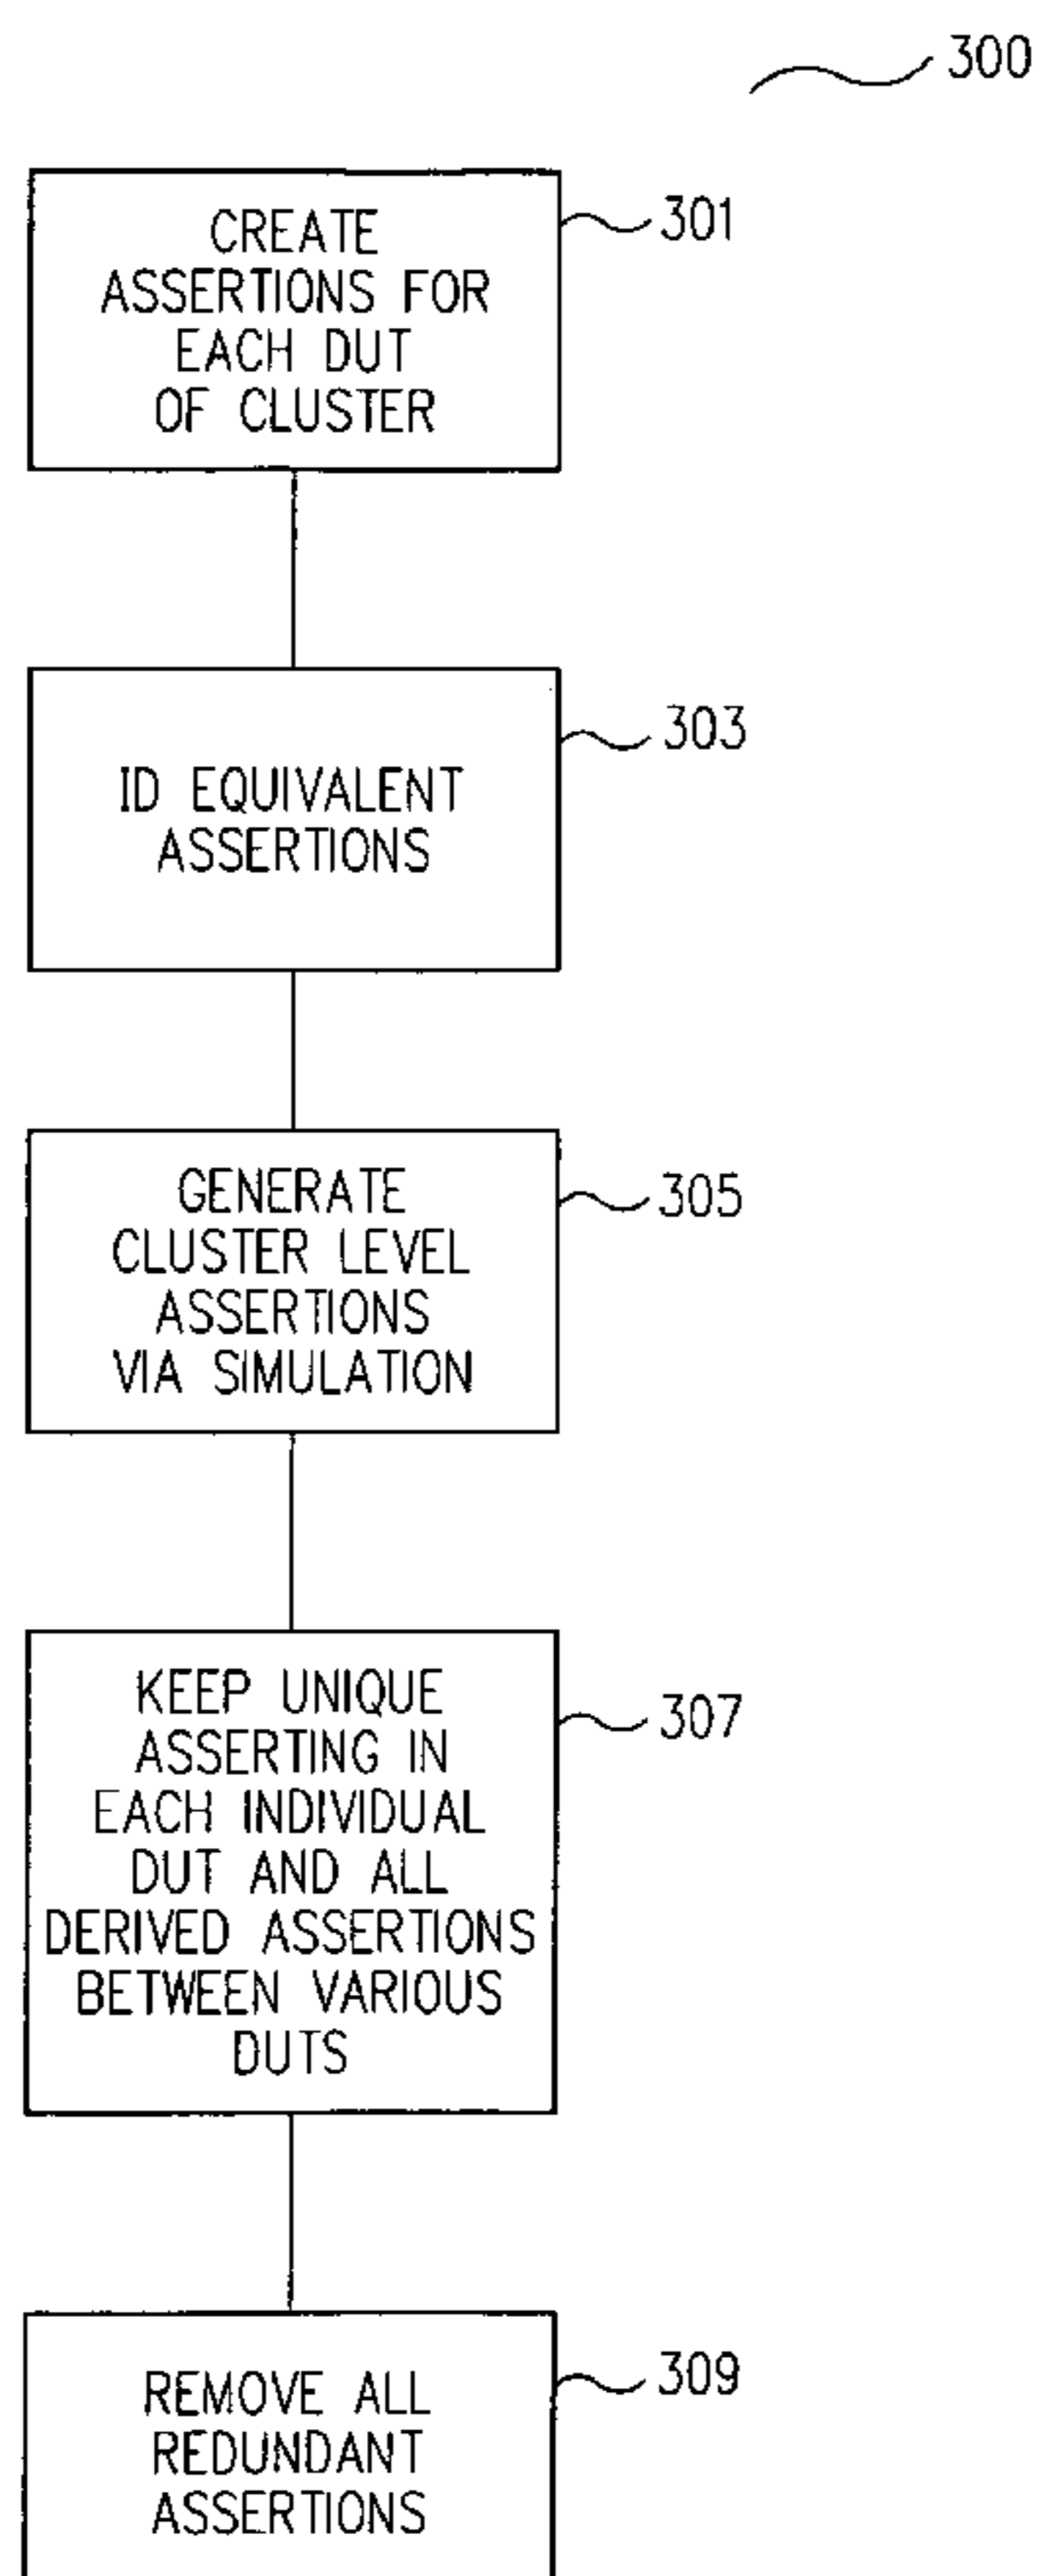 300
CREATE
ASSERTIONS FOR
EACH DUT
OF CLUSTER
301
ID EQUIVALENT
ASSERTIONS
303
GENERATE
CLUSTER LEVEL
ASSERTIONS
VIA SIMULATION
305
KEEP UNIQUE
ASSERTING IN
EACH INDIVIDUAL
DUT AND ALL
DERIVED ASSERTIONS
BETWEEN VARIOUS
DUTS
307
REMOVE ALL
REDUNDANT
ASSERTIONS
309